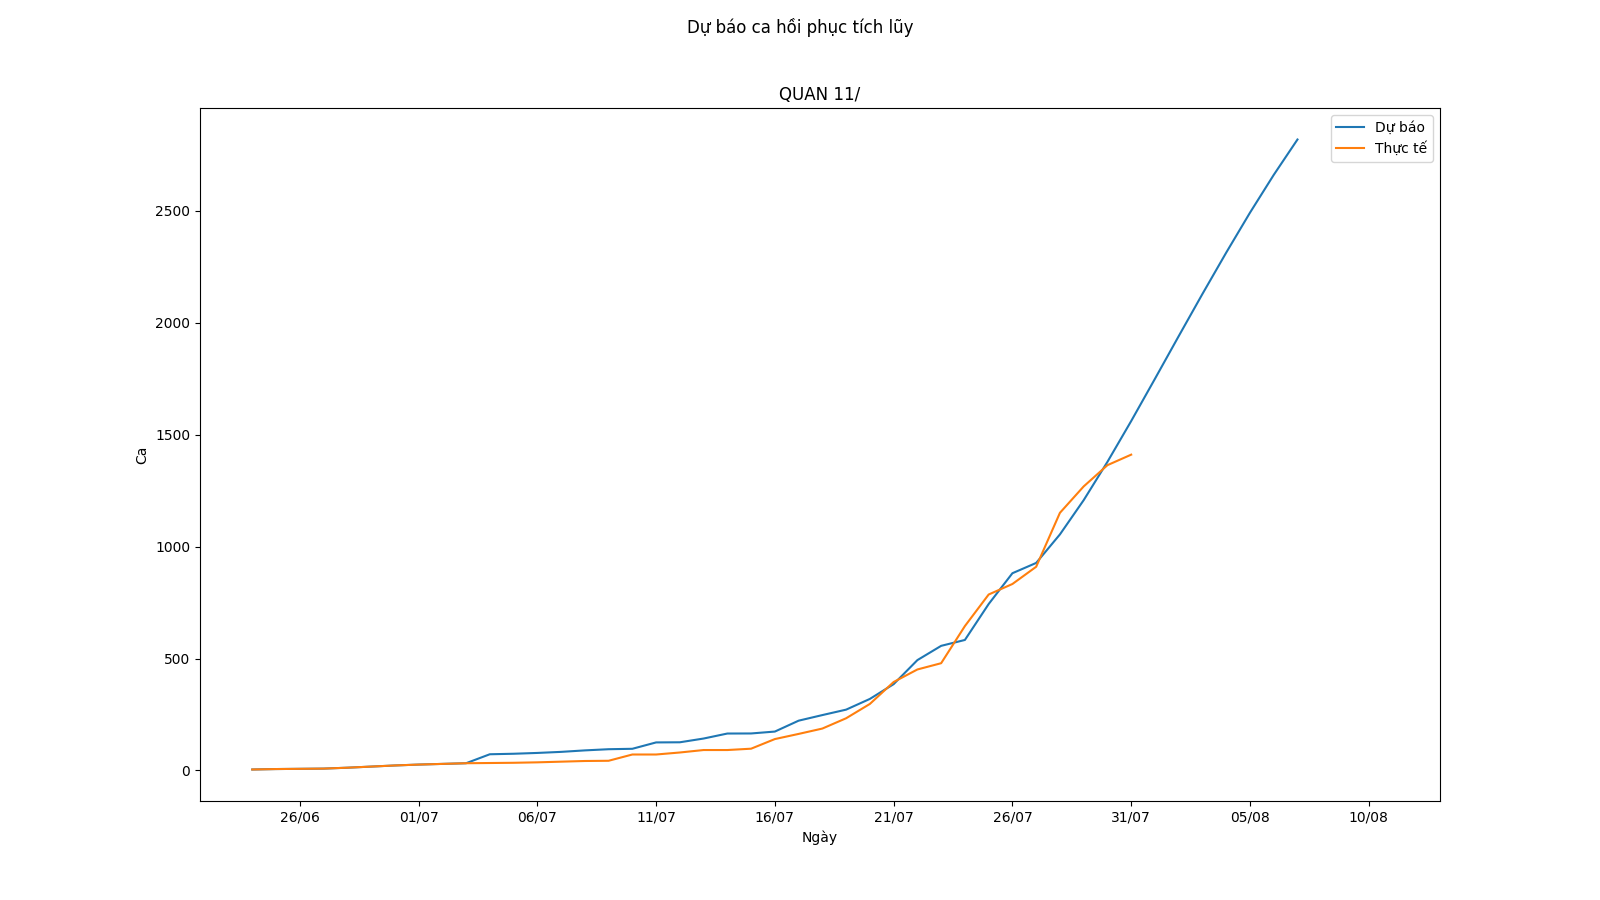 Dự báo ca hồi phục tích lũy
QUAN 11/
Dự báo
Thực tế
2500
2000
1500
1000
500
0
Ca
26/06 01/07 06/07 11/07 16/07 21/07 26/07 31/07 05/08 10/08
Ngày